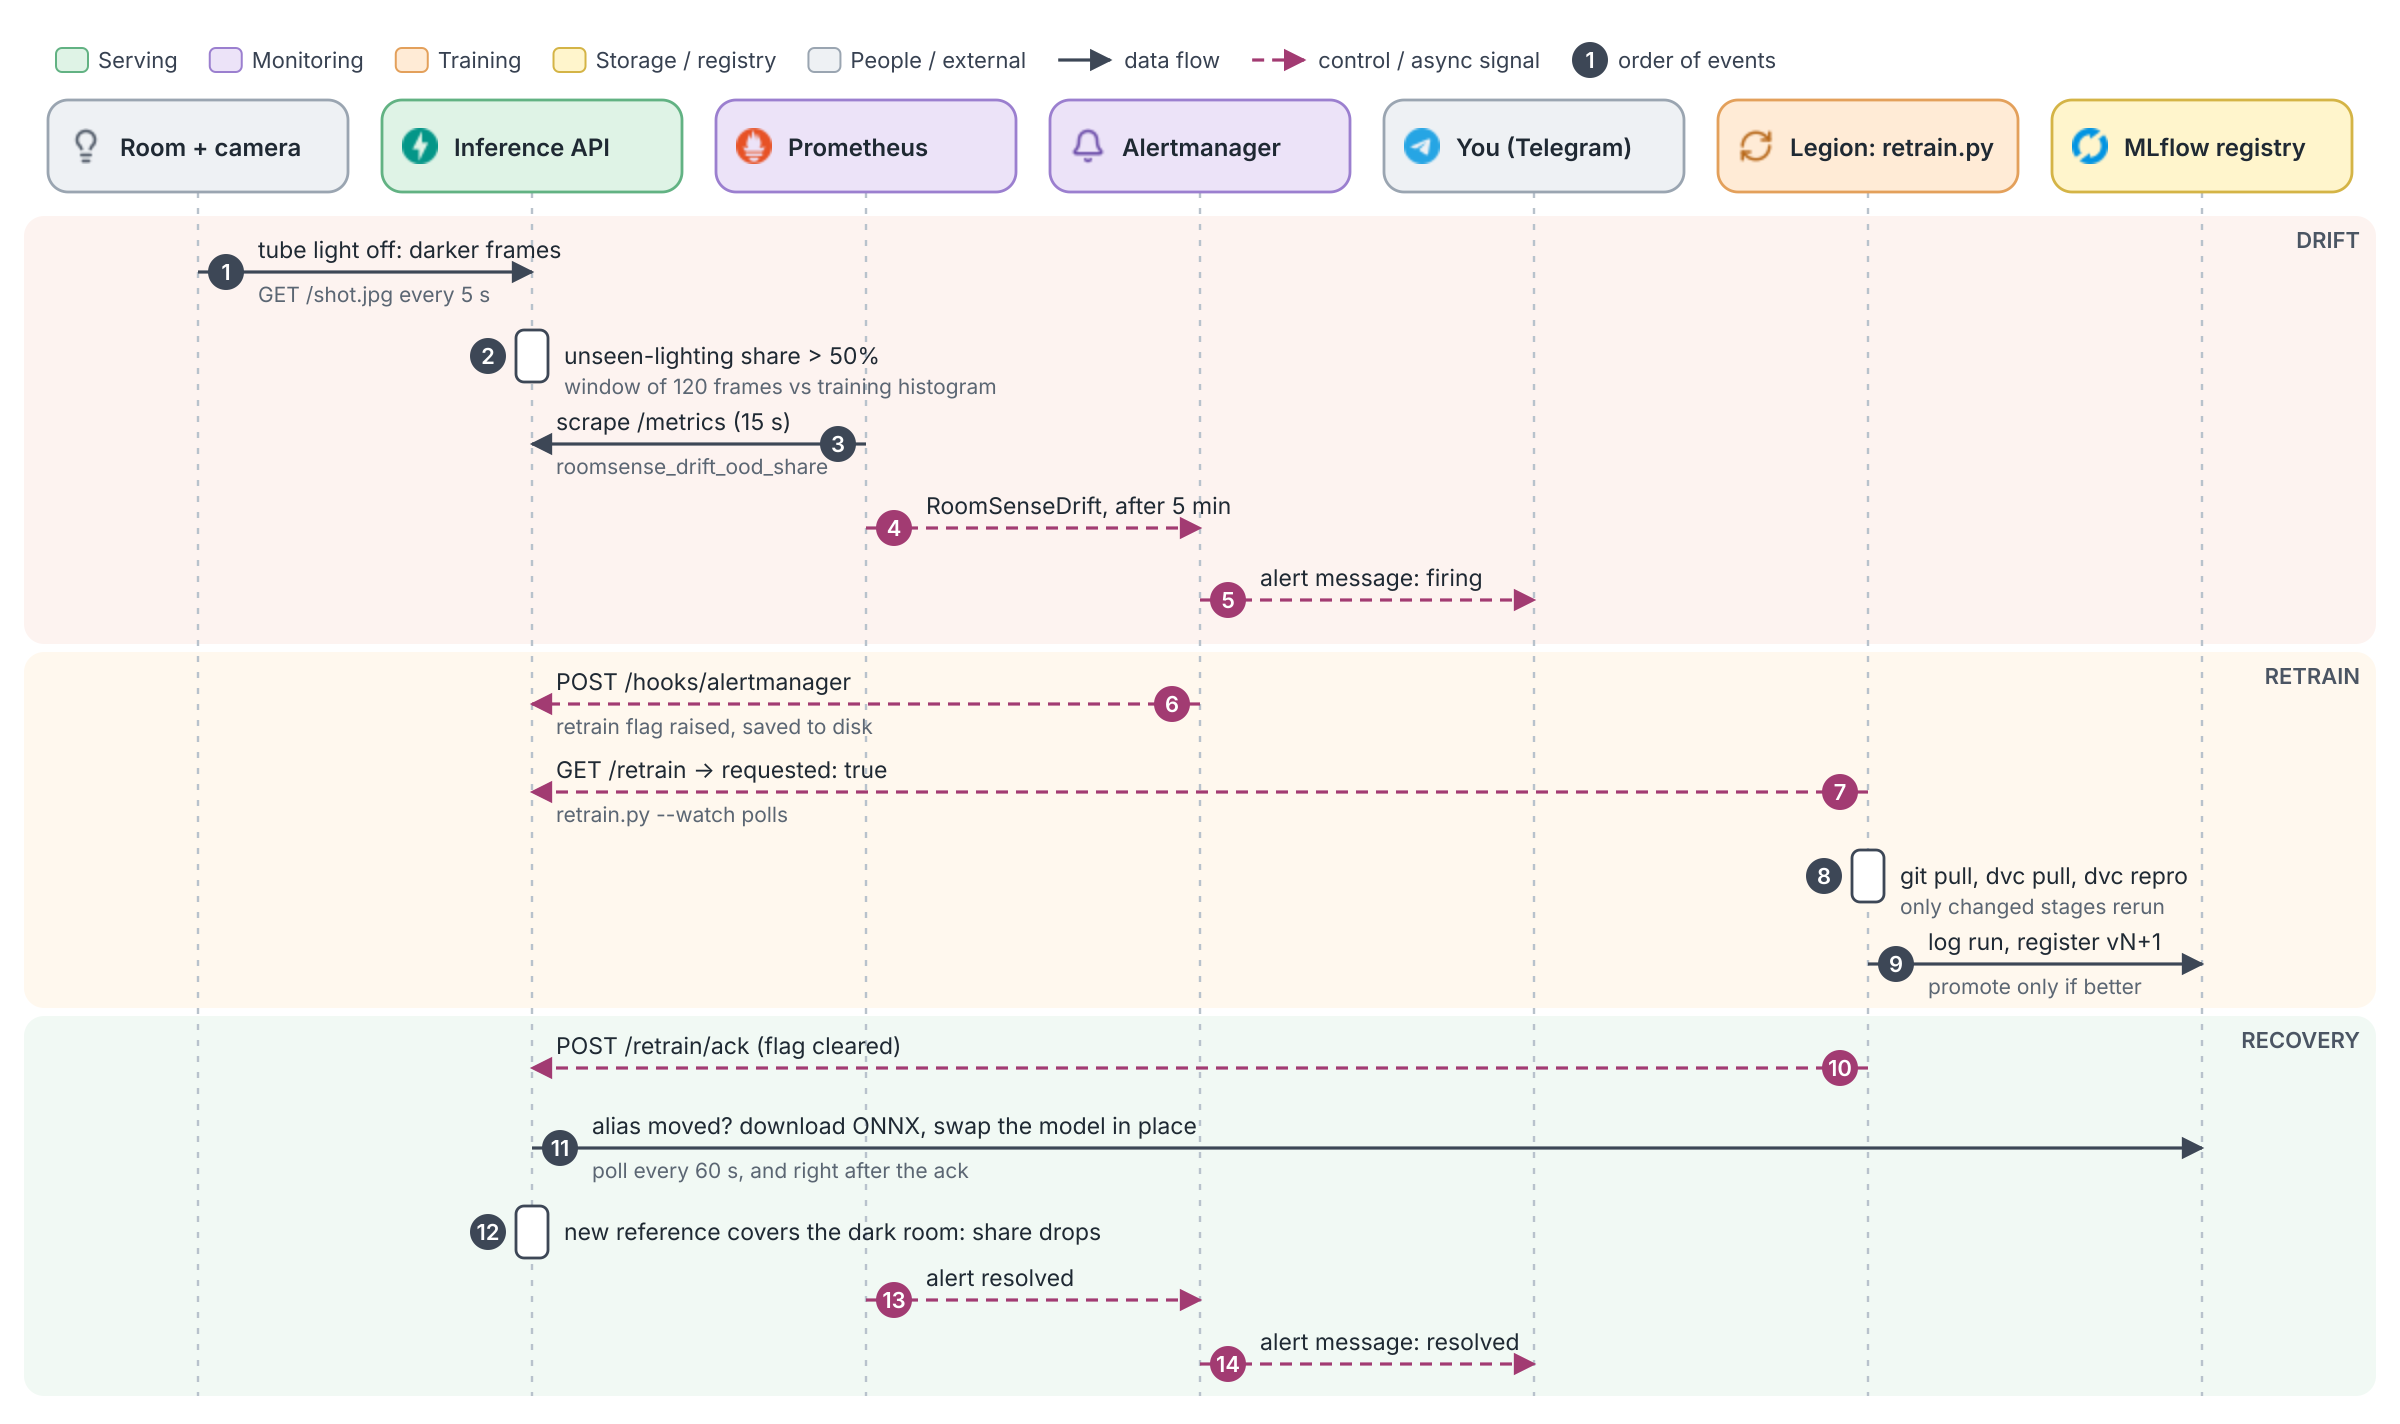 Serving
Monitoring
Training
Storage / registry
People / external
data flow
control / async signal
1 order of events
Room + camera
Inference API
Prometheus
Alertmanager
You (Telegram)
Legion: retrain.py
MLflow registry
DRIFT
tube light off: darker frames
1
GET /shot.jpg every 5 s
2 unseen-lighting share > 50%
window of 120 frames vs training histogram
scrape /metrics (15 s)
3
roomsense_drift_ood_share
RoomSenseDrift, after 5 min
4
alert message: firing
5
RETRAIN
POST /hooks/alertmanager
6
retrain flag raised, saved to disk
GET /retrain → requested: true
7
retrain.py --watch polls
8 git pull, dvc pull, dvc repro
only changed stages rerun
log run, register vN+1
9
promote only if better
RECOVERY
POST /retrain/ack (flag cleared)
10
alias moved? download ONNX, swap the model in place
11
poll every 60 s, and right after the ack
12 new reference covers the dark room: share drops
alert resolved
13
alert message: resolved
14